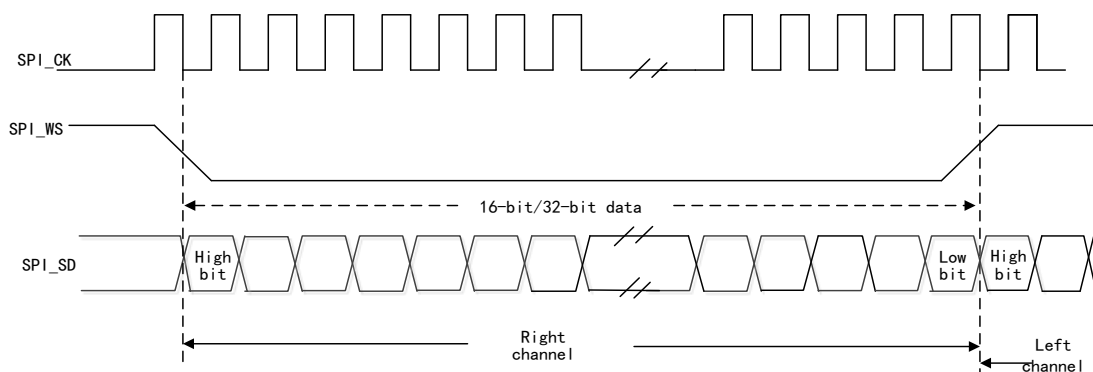 SPI_CK
SPI_WS
16-bit/32-bit data
SPI_SD
High
bit
Low
bit
High
bit
Right
channel
Left
channel